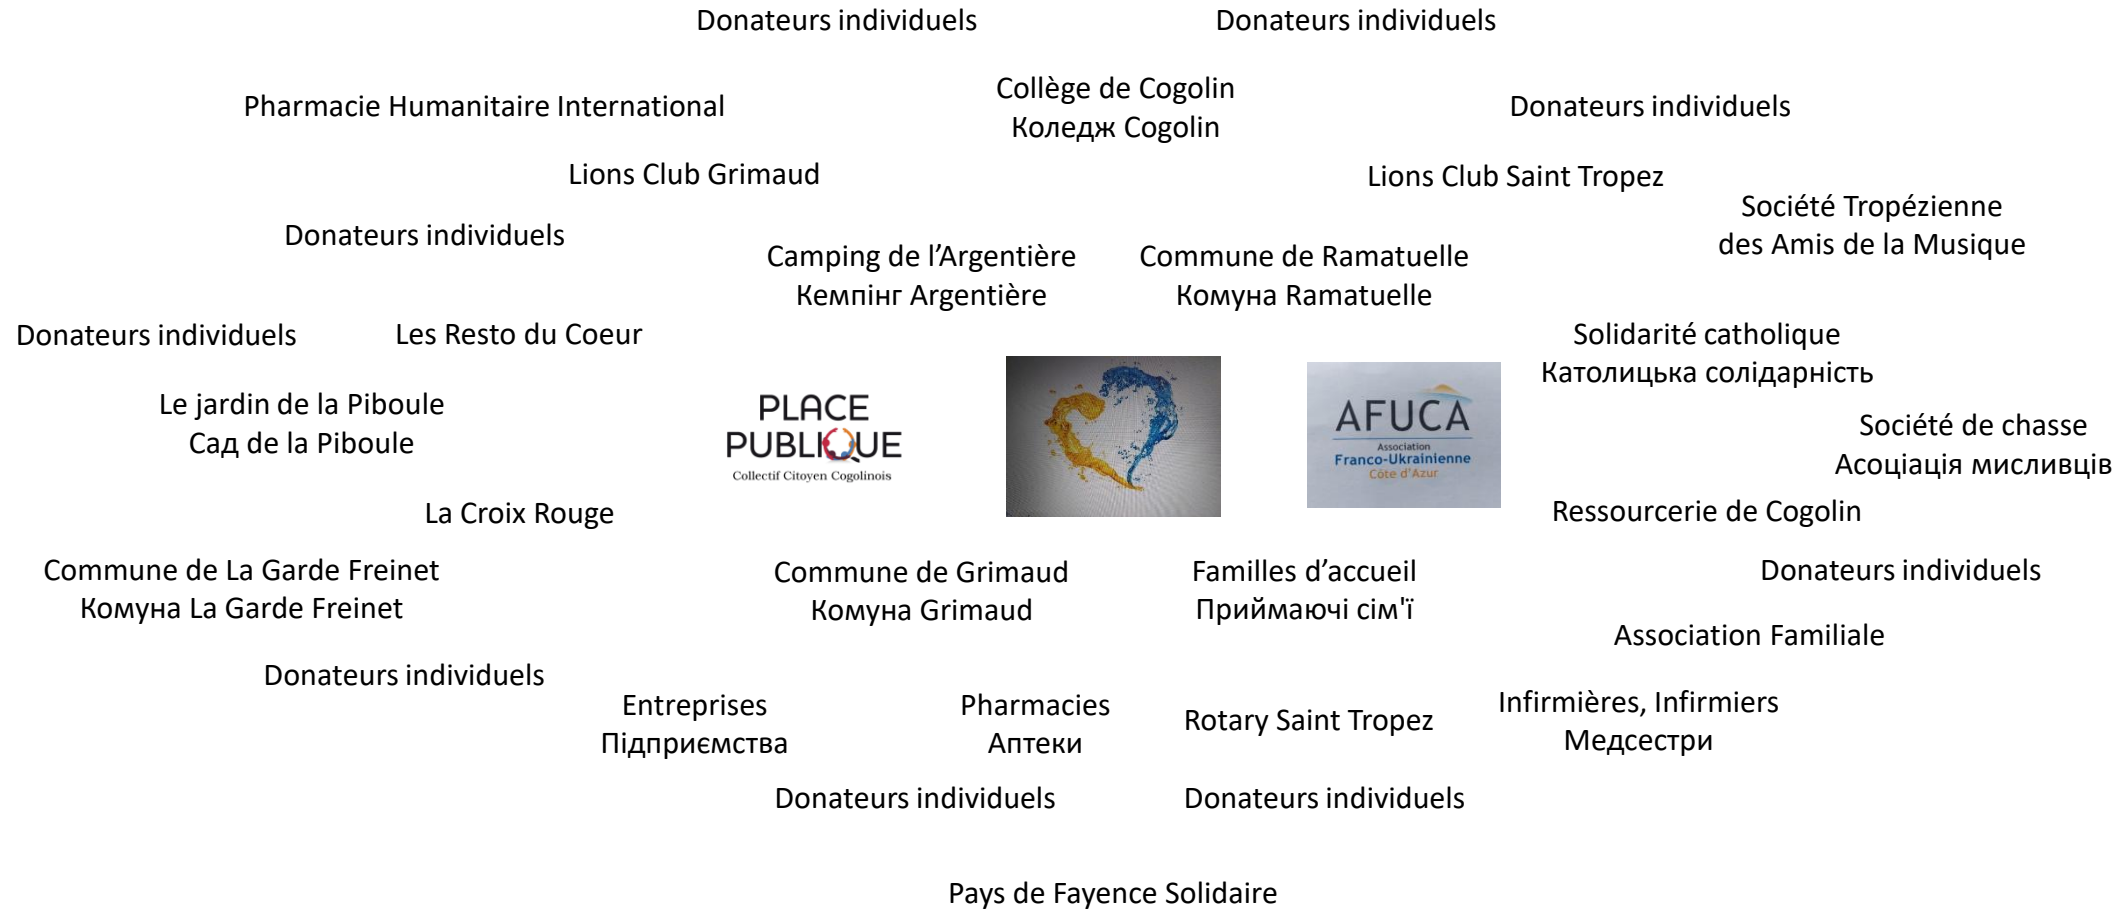 Donateurs individuels
Donateurs individuels
Pharmacie Humanitaire International
Collège de Cogolin
Коледж Cogolin
Donateurs individuels
Lions Club Grimaud
Lions Club Saint Tropez
Société Tropézienne
des Amis de la Musique
Donateurs individuels
Camping de l’Argentière
Кемпінг Argentière
Commune de Ramatuelle
Комуна Ramatuelle
Donateurs individuels
Les Resto du Coeur
Solidarité catholique
Католицька солідарність
Le jardin de la Piboule
Сад de la Piboule
PLACE
PUBLIQUE
Collectif Citoyen Cogolinois
AFUCA
Association
Franco-Ukrainienne
Côte d'Azur
Société de chasse
Асоціація мисливців
La Croix Rouge
Ressourcerie de Cogolin
Commune de La Garde Freinet
Комуна La Garde Freinet
Commune de Grimaud
Комуна Grimaud
Familles d’accueil
Приймаючі сім'ї
Donateurs individuels
Association Familiale
Donateurs individuels
Entreprises
Підприємства
Pharmacies
Аптеки
Rotary Saint Tropez
Infirmières, Infirmiers
Медсестри
Donateurs individuels
Donateurs individuels
Pays de Fayence Solidaire